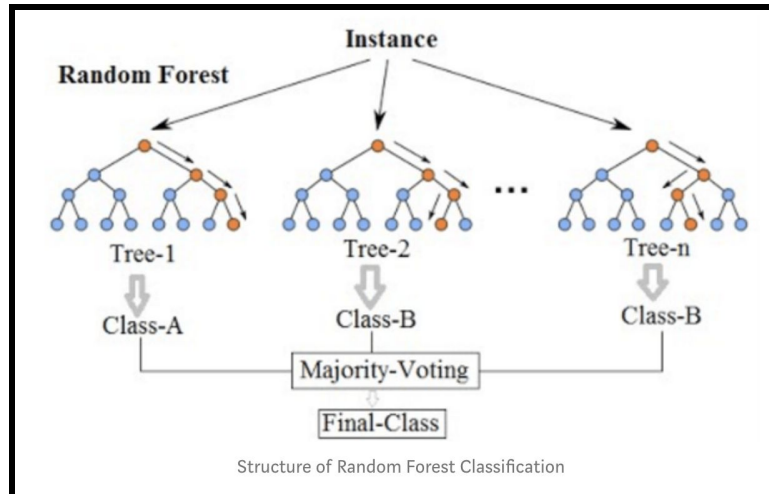 Instance
Random Forest
...
Tree-1
Tree-2
Tree-n
Class-A
Class-B
Class-B
Majority-Voting
Final-Class
Structure of Random Forest Classification